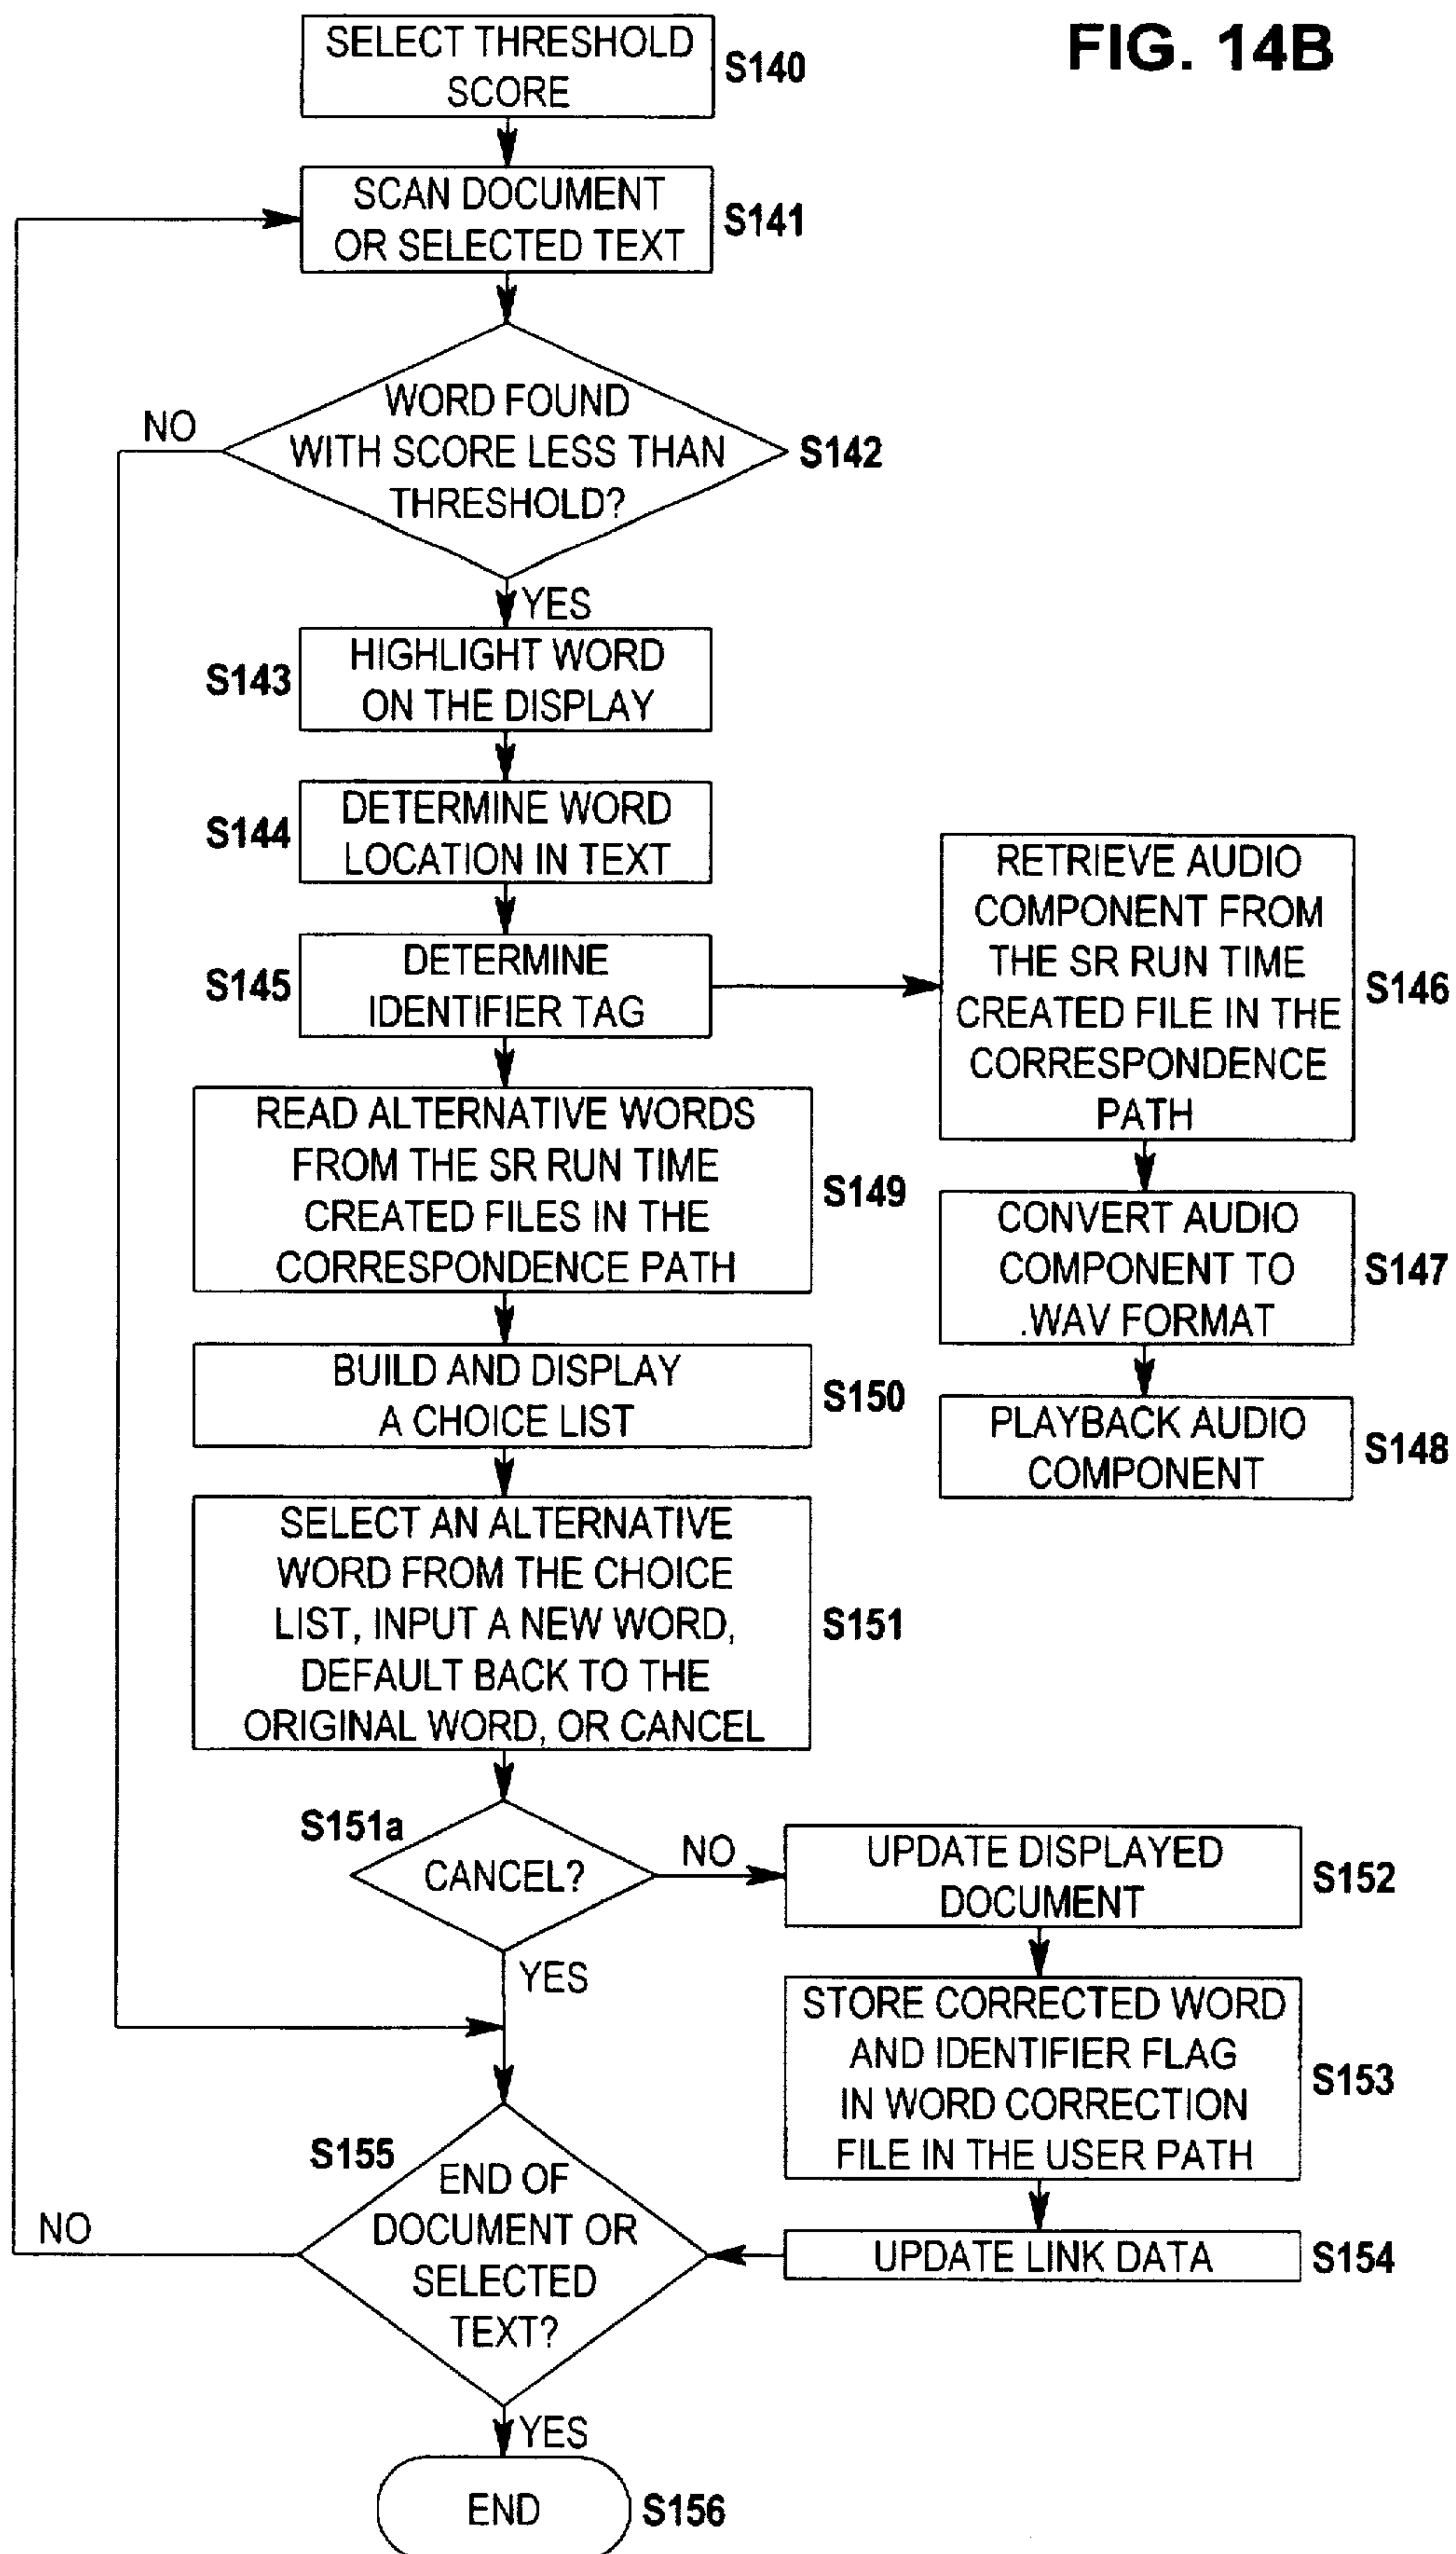 FIG. 14B
SELECT THRESHOLD
SCORE
S140
SCAN DOCUMENT
OR SELECTED TEXT
S141
WORD FOUND
WITH SCORE LESS THAN
THRESHOLD?
S142
NO
YES
HIGHLIGHT WORD
ON THE DISPLAY
S143
DETERMINE WORD
LOCATION IN TEXT
S144
DETERMINE
IDENTIFIER TAG
S145
RETRIEVE AUDIO
COMPONENT FROM
THE SR RUN TIME
CREATED FILE IN THE
CORRESPONDENCE
PATH
S146
CONVERT AUDIO
COMPONENT TO
.WAV FORMAT
S147
PLAYBACK AUDIO
COMPONENT
S148
READ ALTERNATIVE WORDS
FROM THE SR RUN TIME
CREATED FILES IN THE
CORRESPONDENCE PATH
S149
BUILD AND DISPLAY
A CHOICE LIST
S150
SELECT AN ALTERNATIVE
WORD FROM THE CHOICE
LIST, INPUT A NEW WORD,
DEFAULT BACK TO THE
ORIGINAL WORD, OR CANCEL
S151
S151a
CANCEL?
NO
YES
UPDATE DISPLAYED
DOCUMENT
S152
STORE CORRECTED WORD
AND IDENTIFIER FLAG
IN WORD CORRECTION
FILE IN THE USER PATH
S153
UPDATE LINK DATA
S154
S155
END OF
DOCUMENT OR
SELECTED
TEXT?
NO
YES
END
S156